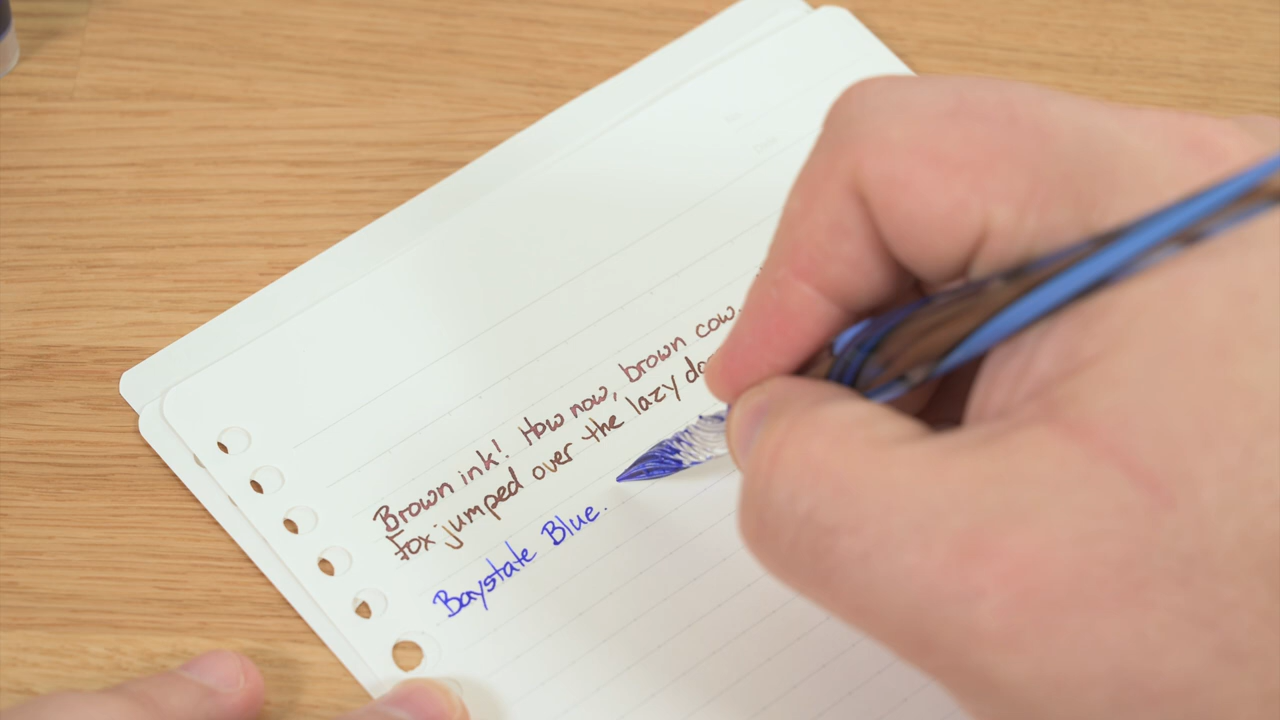 Brown ink! How now, brown cow.
Fox jumped over the lazy
Baystate Blue.